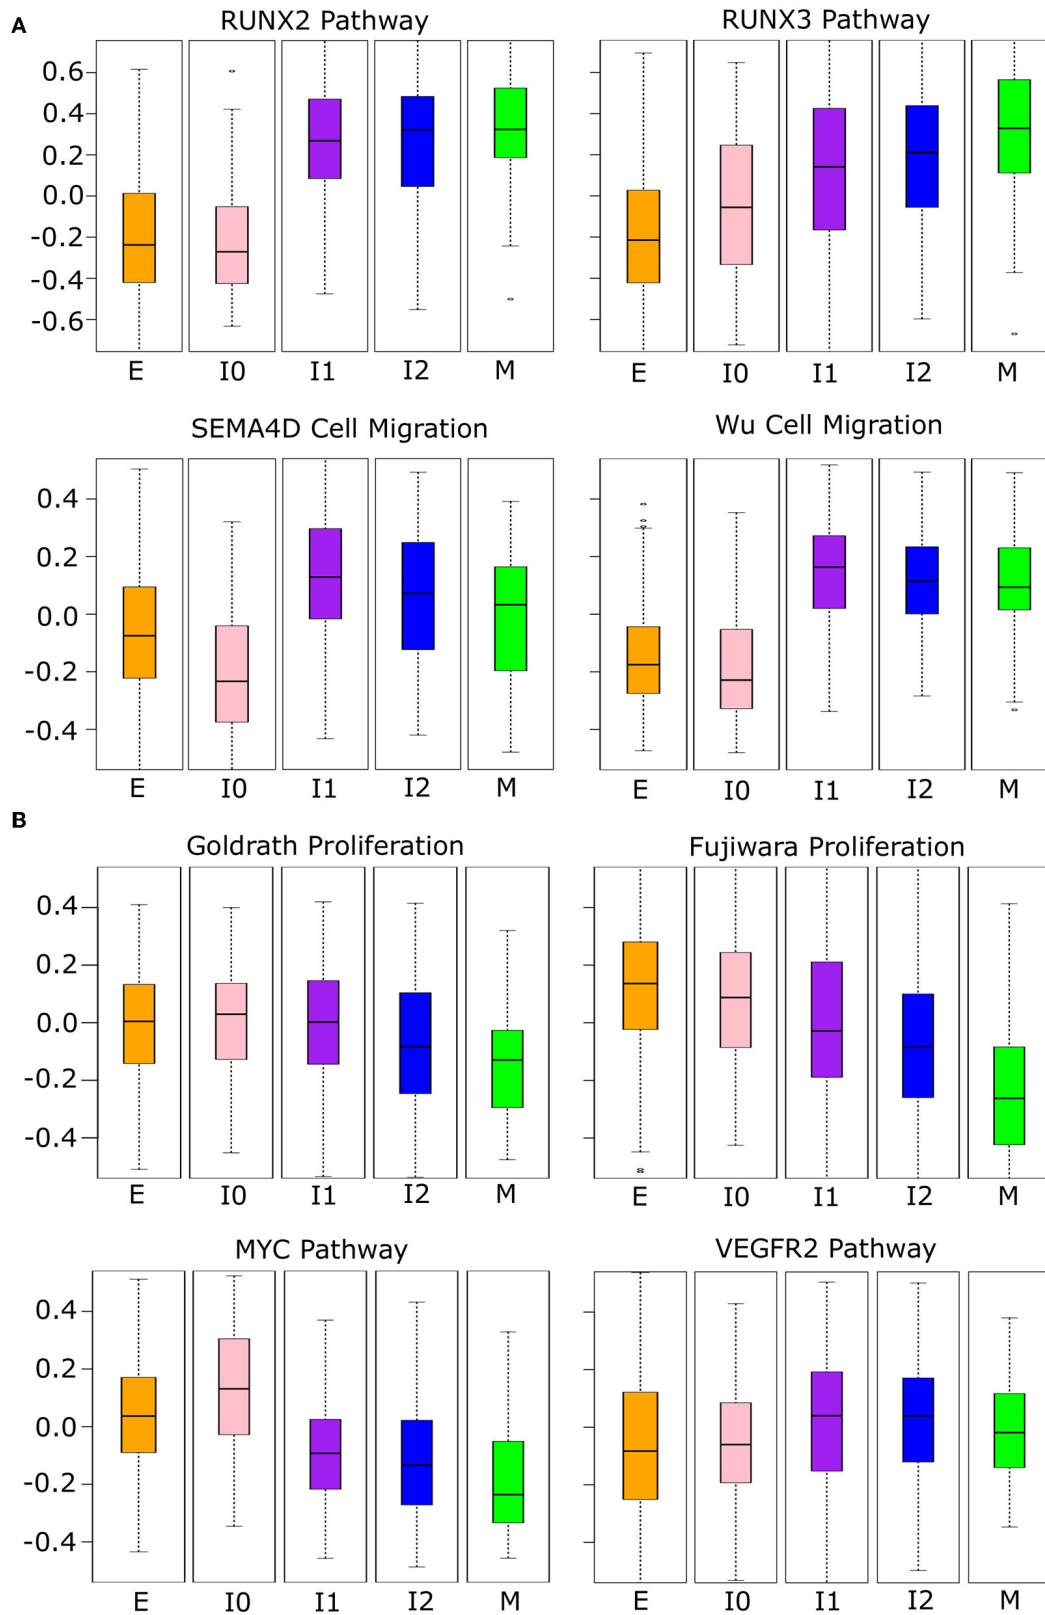 A
RUNX2 Pathway
RUNX3 Pathway
0.6
0.4
0.2
0.0
-0.2
-0.4
-0.6
E I0 I1 I2 M
E I0 I1 I2 M
SEMA4D Cell Migration
Wu Cell Migration
0.4
0.2
0.0
-0.2
-0.4
E I0 I1 I2 M
E I0 I1 I2 M
B
Goldrath Proliferation
Fujiwara Proliferation
0.4
0.2
0.0
-0.2
-0.4
E I0 I1 I2 M
E I0 I1 I2 M
MYC Pathway
VEGFR2 Pathway
0.4
0.2
0.0
-0.2
-0.4
E I0 I1 I2 M
E I0 I1 I2 M